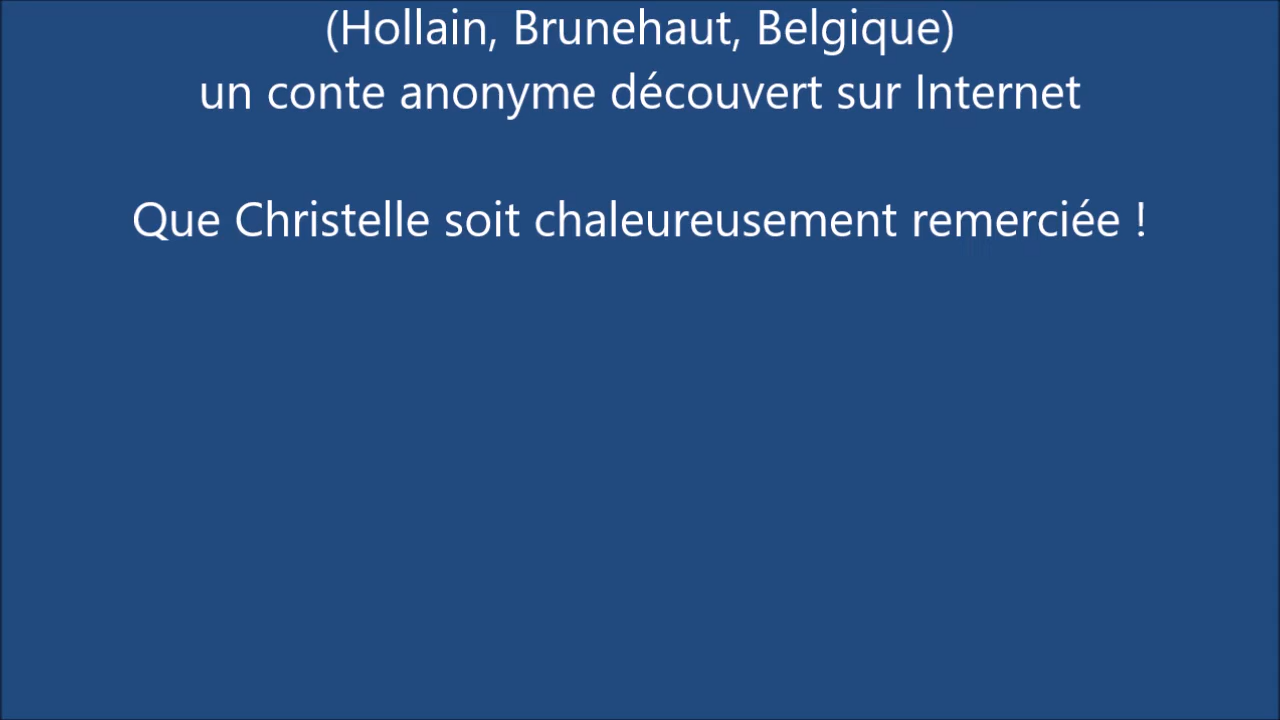 (Hollain, Brunehaut, Belgique)
un conte anonyme découvert sur Internet
Que Christelle soit chaleureusement remerciée !